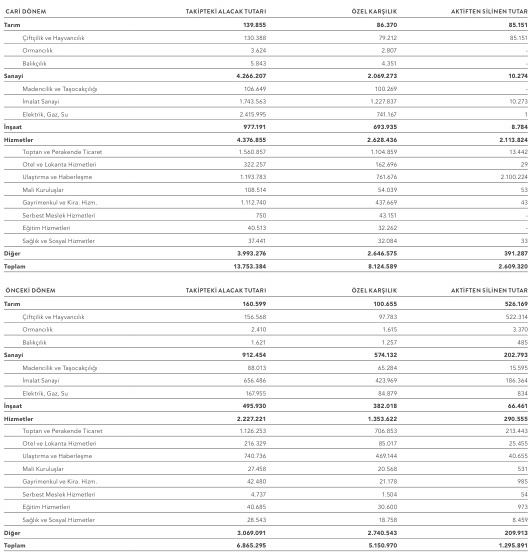 CARİ DÖNEM TAKİPTEKİ ALACAK TUTARI ÖZEL KARŞILIK AKTİFTEN SİLİNEN TUTAR
Tarım 139.855 86.370 85.151
Çiftçilik ve Hayvancılık 130.388 79.212 85.151
Ormancılık 3.624 2.807 -
Balıkçılık 5.843 4.351 -
Sanayi 4.266.207 2.069.273 10.274
Madencilik ve Taşocakçılığı 106.649 100.269 -
İmalat Sanayi 1.743.563 1.227.837 10.273
Elektrik, Gaz, Su 2.415.995 741.167 1
İnşaat 977.191 693.935 8.784
Hizmetler 4.376.855 2.628.436 2.113.824
Toptan ve Perakende Ticaret 1.560.857 1.104.859 13.442
Otel ve Lokanta Hizmetleri 322.257 162.696 29
Ulaştırma ve Haberleşme 1.193.783 761.676 2.100.224
Mali Kuruluşlar 108.514 54.039 53
Gayrimenkul ve Kira. Hizm. 1.112.740 437.669 43
Serbest Meslek Hizmetleri 750 43.151 -
Eğitim Hizmetleri 40.513 32.262 -
Sağlık ve Sosyal Hizmetler 37.441 32.084 33
Diğer 3.993.276 2.646.575 391.287
Toplam 13.753.384 8.124.589 2.609.320
ÖNCEKİ DÖNEM TAKİPTEKİ ALACAK TUTARI ÖZEL KARŞILIK AKTİFTEN SİLİNEN TUTAR
Tarım 160.599 100.655 526.169
Çiftçilik ve Hayvancılık 156.568 97.783 522.314
Ormancılık 2.410 1.615 3.370
Balıkçılık 1.621 1.257 485
Sanayi 912.454 574.132 202.793
Madencilik ve Taşocakçılığı 88.013 65.284 15.595
İmalat Sanayi 656.486 423.969 186.364
Elektrik, Gaz, Su 167.955 84.879 834
İnşaat 495.930 382.018 66.461
Hizmetler 2.227.221 1.353.622 290.555
Toptan ve Perakende Ticaret 1.126.253 706.853 213.443
Otel ve Lokanta Hizmetleri 216.329 85.017 25.455
Ulaştırma ve Haberleşme 740.736 469.144 40.655
Mali Kuruluşlar 27.458 20.568 531
Gayrimenkul ve Kira. Hizm. 42.480 21.178 985
Serbest Meslek Hizmetleri 4.737 1.504 54
Eğitim Hizmetleri 40.685 30.600 973
Sağlık ve Sosyal Hizmetler 28.543 18.758 8.459
Diğer 3.069.091 2.740.543 209.913
Toplam 6.865.295 5.150.970 1.295.891